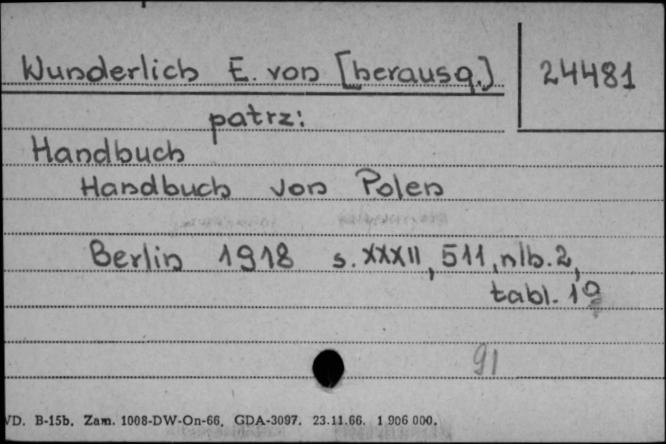 Wunderlich E. von [herausg.) 24481
patrz:
Handbuch
Handbuch von Polen
Berlin 1918 s. XXXII, 511, nlb. 2,
tabl. 19
91
VD. B-15b. Zam. 1008-DW-On-66. GDA-3097. 23.11.66. 1 906 000.